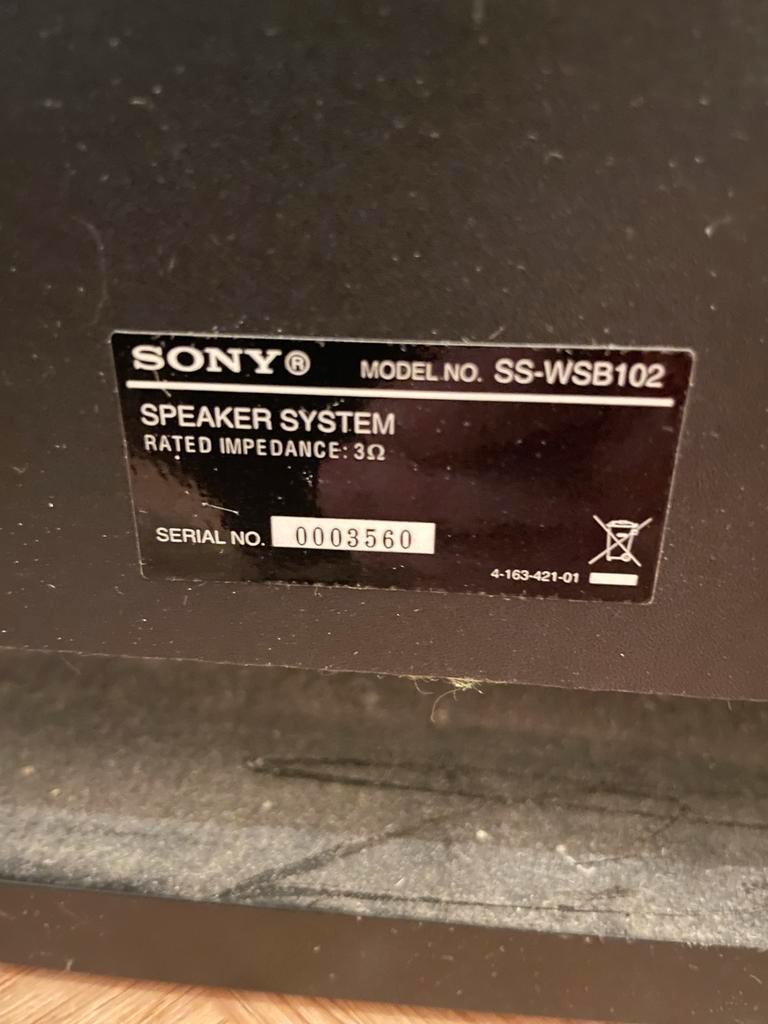 SONY® MODEL NO. SS-WSB102
SPEAKER SYSTEM
RATED IMPEDANCE: 3Ω
SERIAL NO. 0003560
4-163-421-01